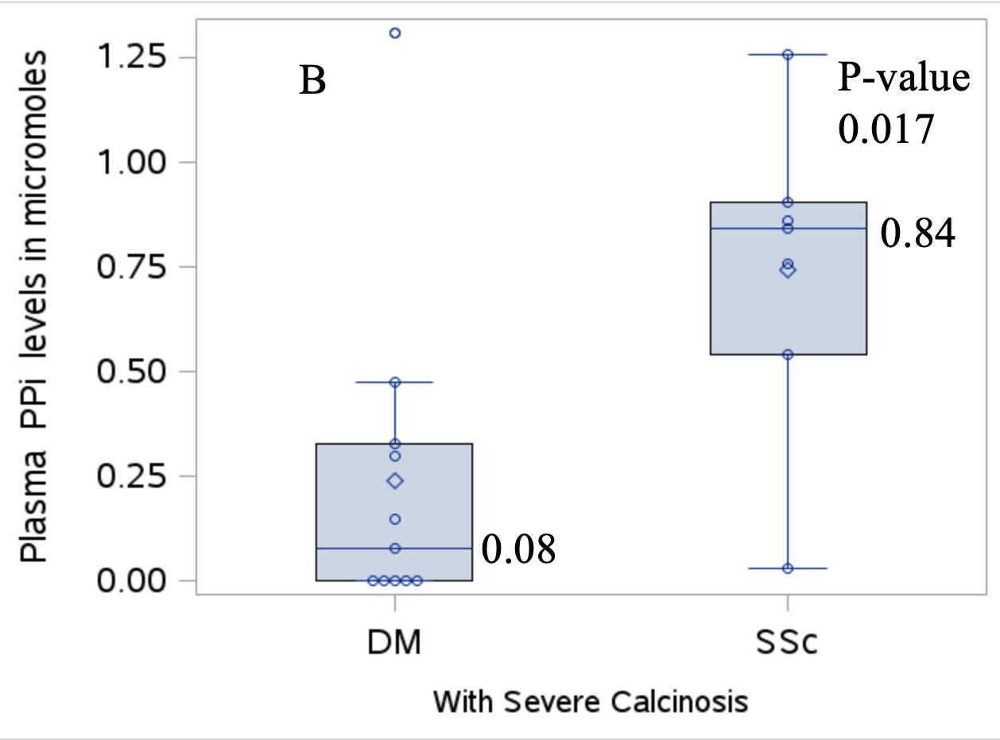 Plasma PPi levels in micromoles
1.25
1.00
0.75
0.50
0.25
0.00
B
P-value
0.017
0.84
0.08
DM
SSc
With Severe Calcinosis